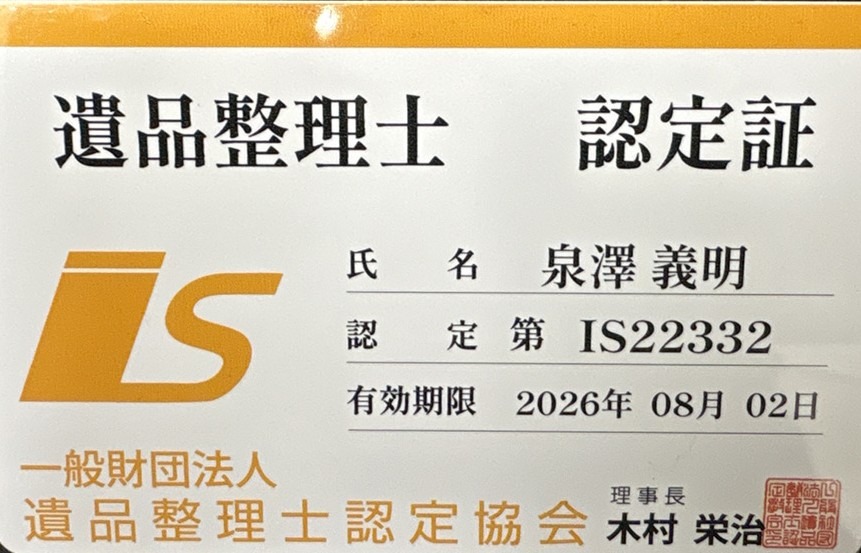 遺品整理士 認定証
iS
氏 名 泉澤 義明
認 定 第 IS22332
有効期限 2026年 08月 02日
一般財団法人
遺品整理士認定協会
理事長
木村 栄治